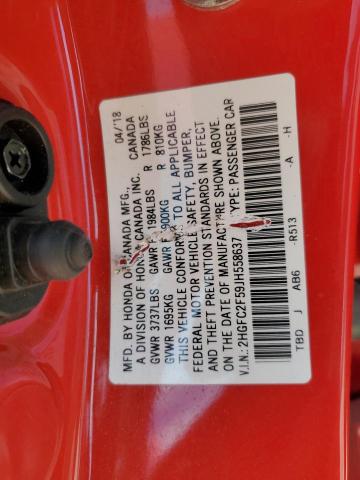 MFD. BY HONDA OF CANADA MFG., 04/18
A DIVISION OF HONDA CANADA INC. CANADA
GVWR 3737LBS GAWR F 1984LBS R 1786LBS
GVWR 1695KG GAWR F 900KG R 810KG
THIS VEHICLE CONFORMS TO ALL APPLICABLE
FEDERAL MOTOR VEHICLE SAFETY, BUMPER,
AND THEFT PREVENTION STANDARDS IN EFFECT
ON THE DATE OF MANUFACTURE SHOWN ABOVE.
V.I.N.: 2HGFC2F59JH558637 TYPE: PASSENGER CAR
TBD J AB6 -R513 -A -H